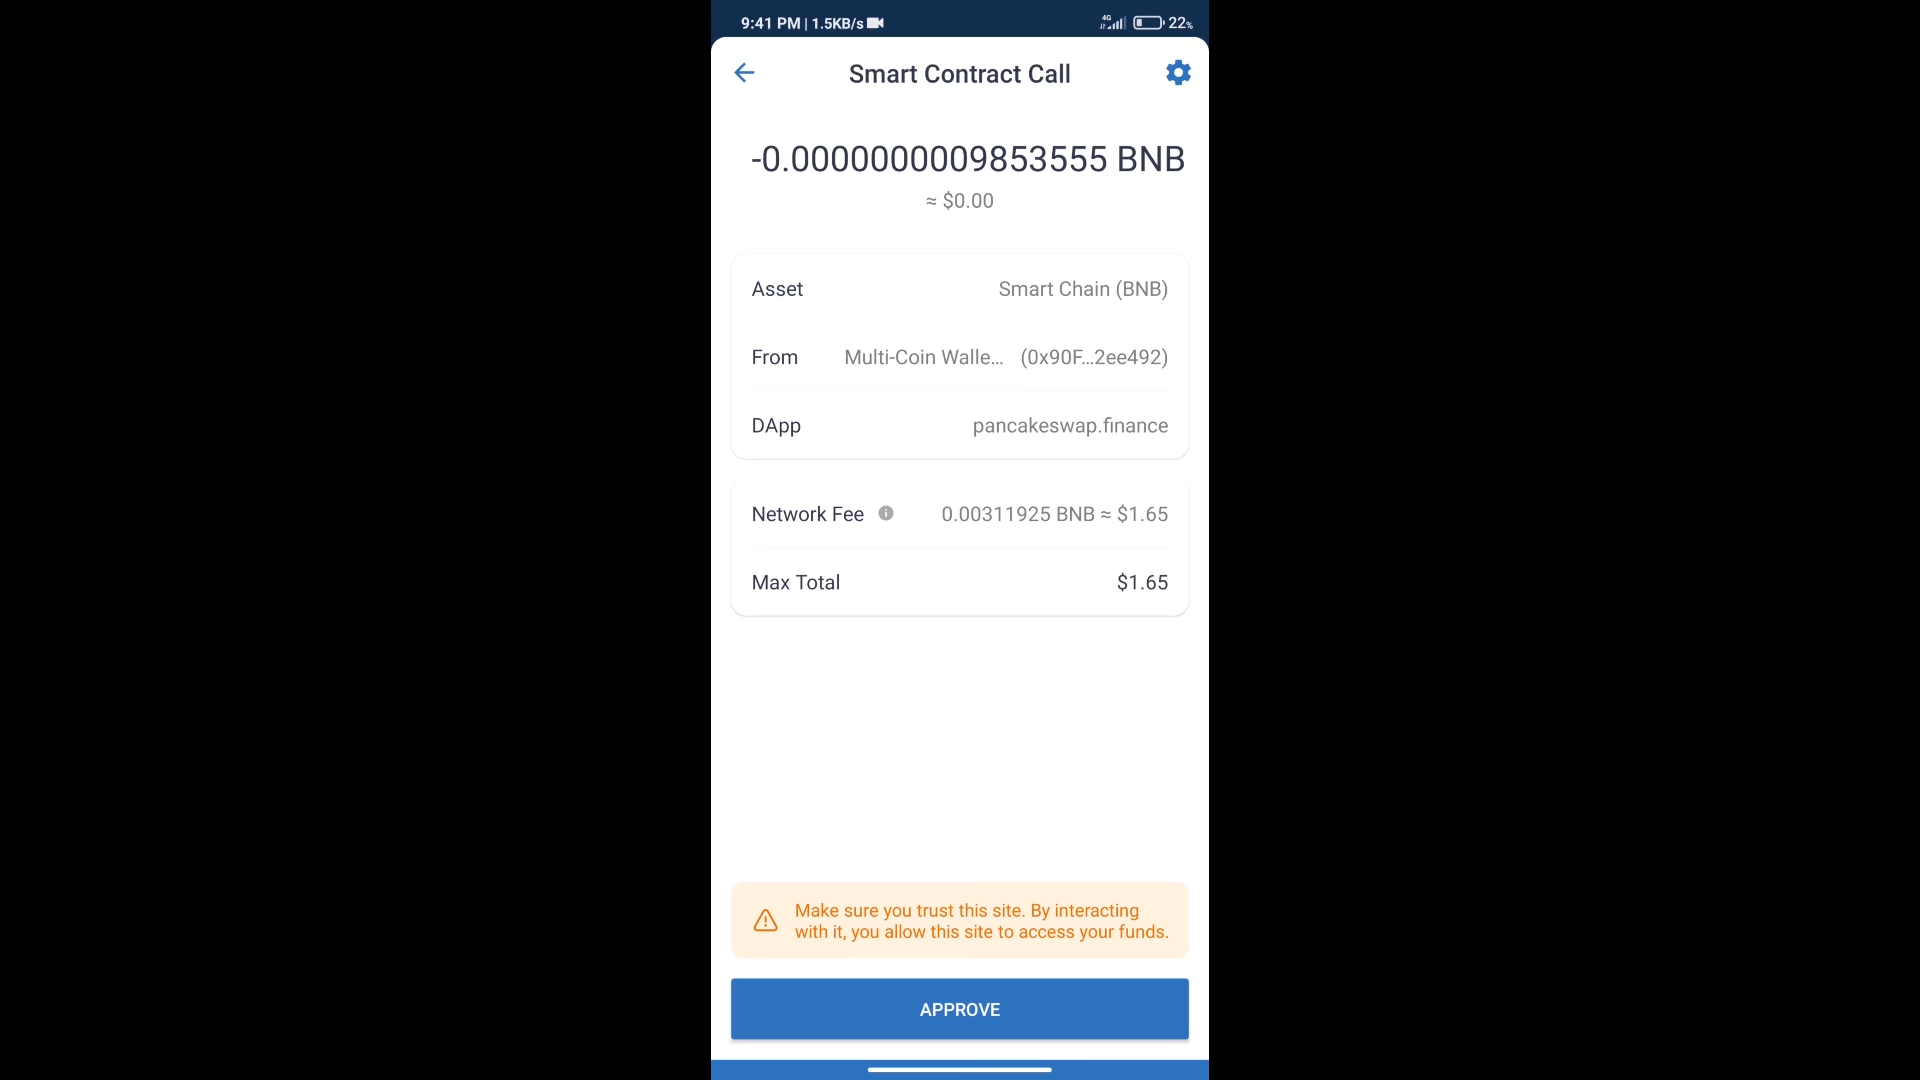 9:41 PM | 1.5KB/s 4G 22%
Smart Contract Call
-0.0000000009853555 BNB
≈ $0.00
Asset Smart Chain (BNB)
From Multi-Coin Walle... (0x90F...2ee492)
DApp pancakeswap.finance
Network Fee 0.00311925 BNB ≈ $1.65
Max Total $1.65
Make sure you trust this site. By interacting
with it, you allow this site to access your funds.
APPROVE